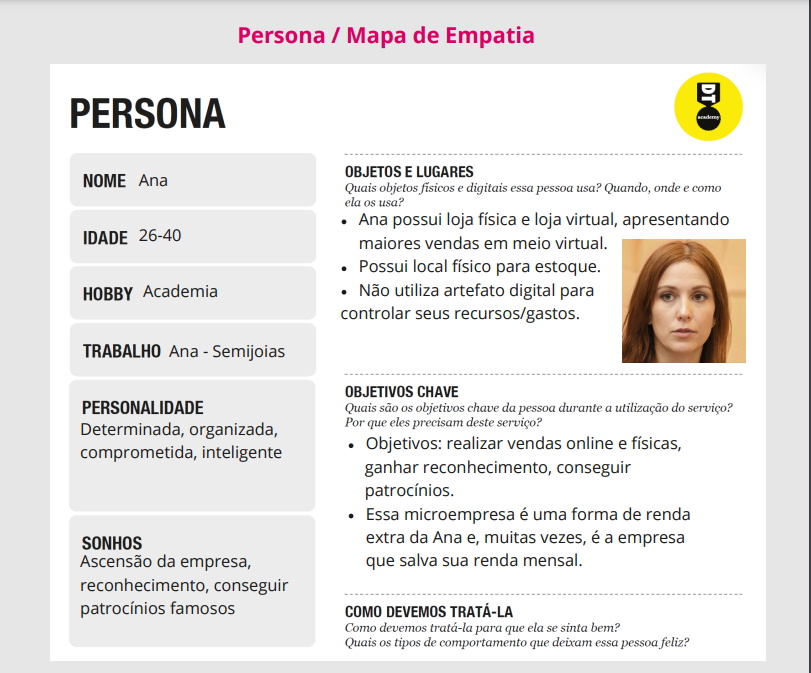 Persona / Mapa de Empatia
PERSONA
DT
academy
NOME Ana
IDADE 26-40
HOBBY Academia
TRABALHO Ana - Semijoias
PERSONALIDADE
Determinada, organizada,
comprometida, inteligente
SONHOS
Ascensão da empresa,
reconhecimento, conseguir
patrocínios famosos
OBJETOS E LUGARES
Quais objetos físicos e digitais essa pessoa usa? Quando, onde e como
ela os usa?
• Ana possui loja física e loja virtual, apresentando
maiores vendas em meio virtual.
• Possui local físico para estoque.
• Não utiliza artefato digital para
controlar seus recursos/gastos.
OBJETIVOS CHAVE
Quais são os objetivos chave da pessoa durante a utilização do serviço?
Por que eles precisam deste serviço?
• Objetivos: realizar vendas online e físicas,
ganhar reconhecimento, conseguir
patrocínios.
• Essa microempresa é uma forma de renda
extra da Ana e, muitas vezes, é a empresa
que salva sua renda mensal.
COMO DEVEMOS TRATÁ-LA
Como devemos tratá-la para que ela se sinta bem?
Quais os tipos de comportamento que deixam essa pessoa feliz?